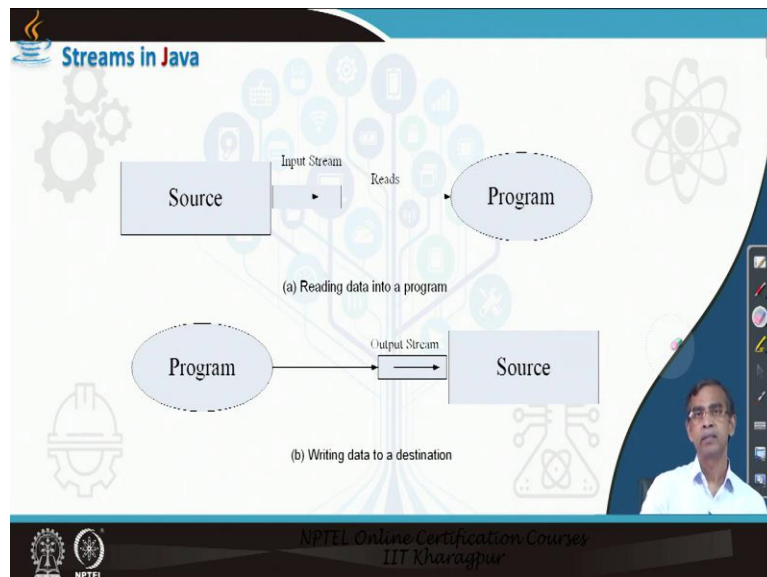 Streams in Java
Input Stream
Reads
Source
Program
(a) Reading data into a program
Output Stream
Program
Source
(b) Writing data to a destination
NPTEL Online Certification Courses
IIT Kharagpur
NPTEL